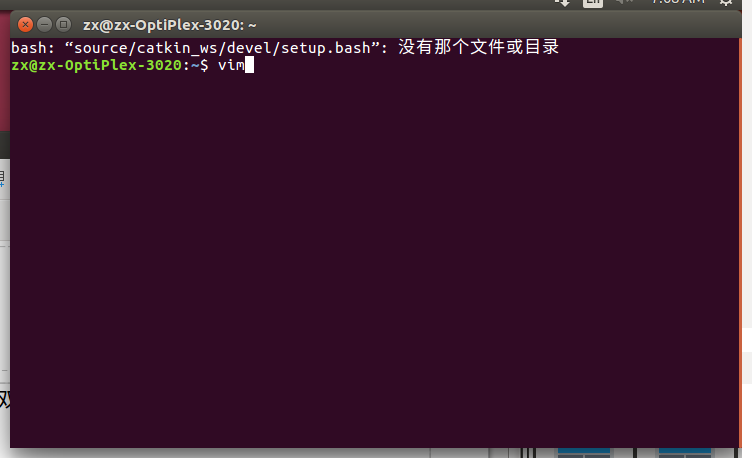 zx@zx-OptiPlex-3020: ~
bash: “source/catkin_ws/devel/setup.bash”: 没有那个文件或目录
zx@zx-OptiPlex-3020:~$ vim